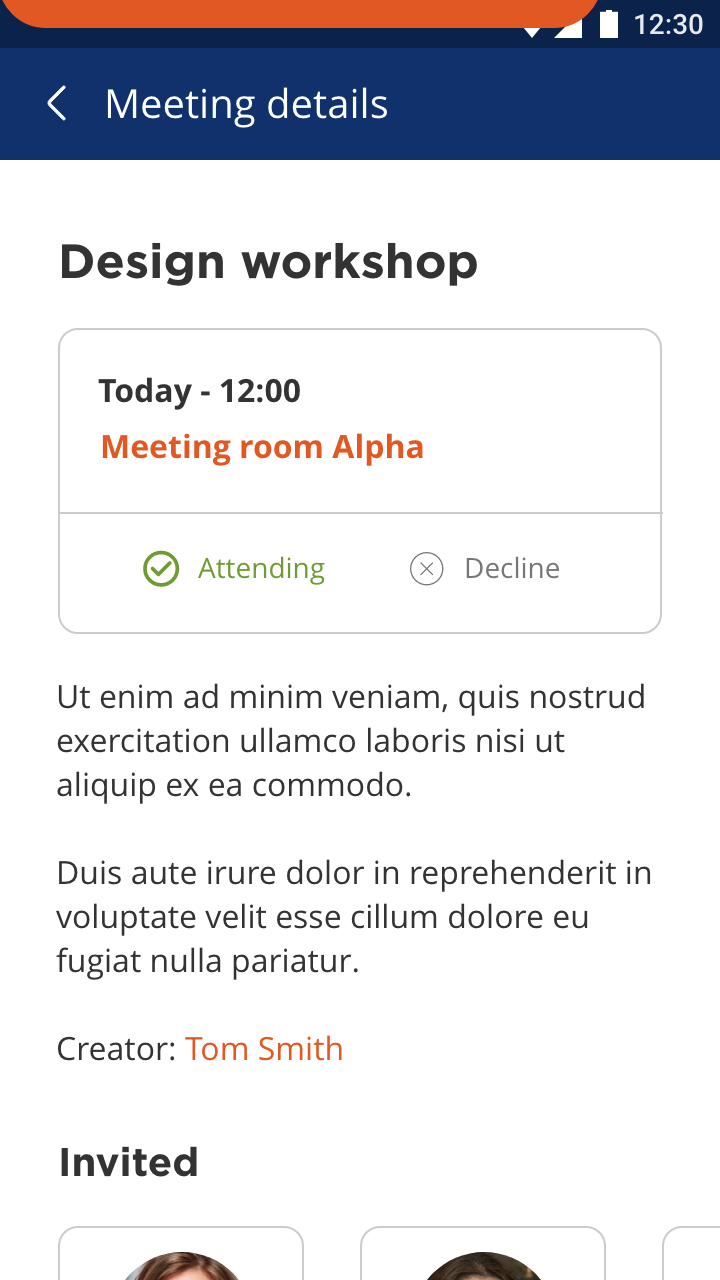 12:30
Meeting details
Design workshop
Today - 12:00
Meeting room Alpha
Attending
Decline
Ut enim ad minim veniam, quis nostrud
exercitation ullamco laboris nisi ut
aliquip ex ea commodo.
Duis aute irure dolor in reprehenderit in
voluptate velit esse cillum dolore eu
fugiat nulla pariatur.
Creator: Tom Smith
Invited